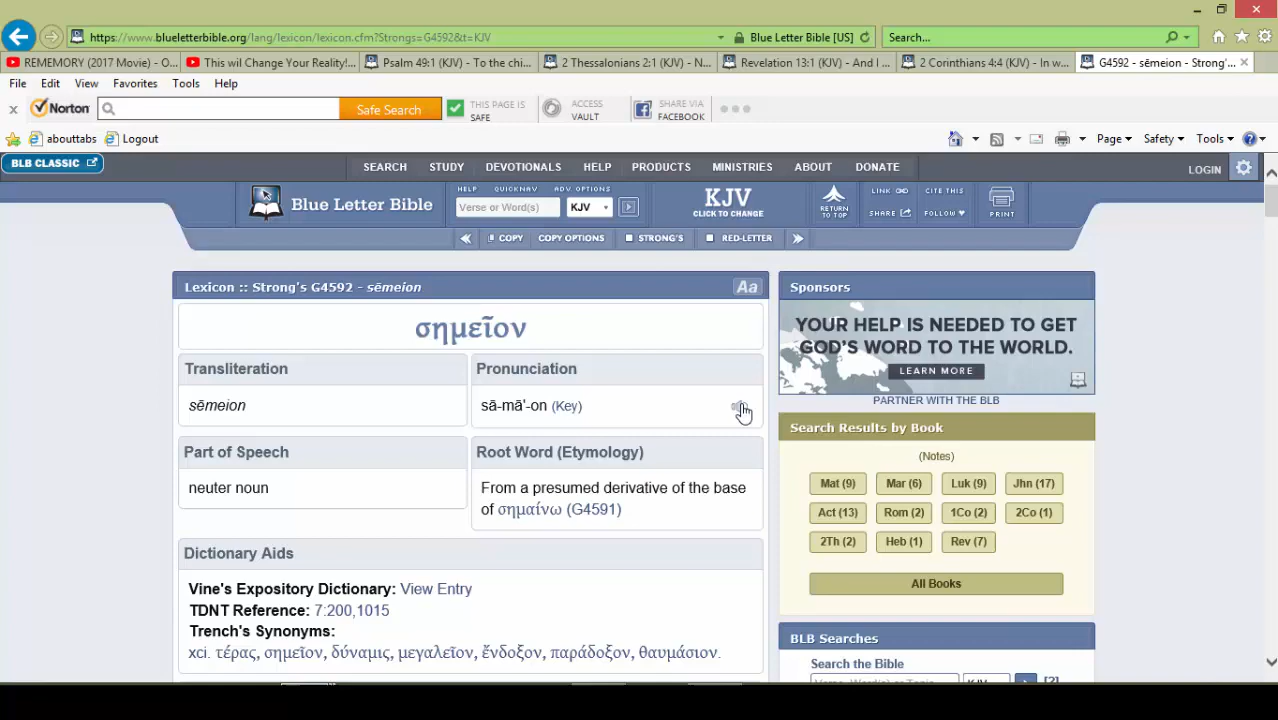 https://www.blueletterbible.org/lang/lexicon/lexicon.cfm?Strongs=G4592&t=KJV
Blue Letter Bible [US]
Search...
REMEMORY (2017 Movie) - O...
This wil Change Your Reality!...
Psalm 49:1 (KJV) - To the chi...
2 Thessalonians 2:1 (KJV) - N...
Revelation 13:1 (KJV) - And I ...
2 Corinthians 4:4 (KJV) - In w...
G4592 - sēmeion - Strong'...
File Edit View Favorites Tools Help
x Norton Safe Search
THIS PAGE IS SAFE
ACCESS VAULT
SHARE VIA FACEBOOK
abouttabs Logout
Page Safety Tools
BLB CLASSIC
SEARCH STUDY DEVOTIONALS HELP PRODUCTS MINISTRIES ABOUT DONATE
LOGIN
Blue Letter Bible
HELP QUICKNAV ADV OPTIONS
Verse or Word(s) KJV
KJV
CLICK TO CHANGE
RETURN TO TOP
LINK CITE THIS
SHARE FOLLOW
PRINT
COPY COPY OPTIONS STRONG'S RED-LETTER
Lexicon :: Strong's G4592 - sēmeion
Aa
σημεῖον
Transliteration
sēmeion
Pronunciation
sā-mā'-on (Key)
Part of Speech
neuter noun
Root Word (Etymology)
From a presumed derivative of the base
of σημαίνω (G4591)
Dictionary Aids
Vine's Expository Dictionary: View Entry
TDNT Reference: 7:200,1015
Trench's Synonyms:
xci. τέρας, σημεῖον, δύναμις, μεγαλεῖον, ἔνδοξον, παράδοξον, θαυμάσιον.
Sponsors
YOUR HELP IS NEEDED TO GET
GOD'S WORD TO THE WORLD.
LEARN MORE
PARTNER WITH THE BLB
Search Results by Book
(Notes)
Mat (9) Mar (6) Luk (9) Jhn (17)
Act (13) Rom (2) 1Co (2) 2Co (1)
2Th (2) Heb (1) Rev (7)
All Books
BLB Searches
Search the Bible
KJV [?]